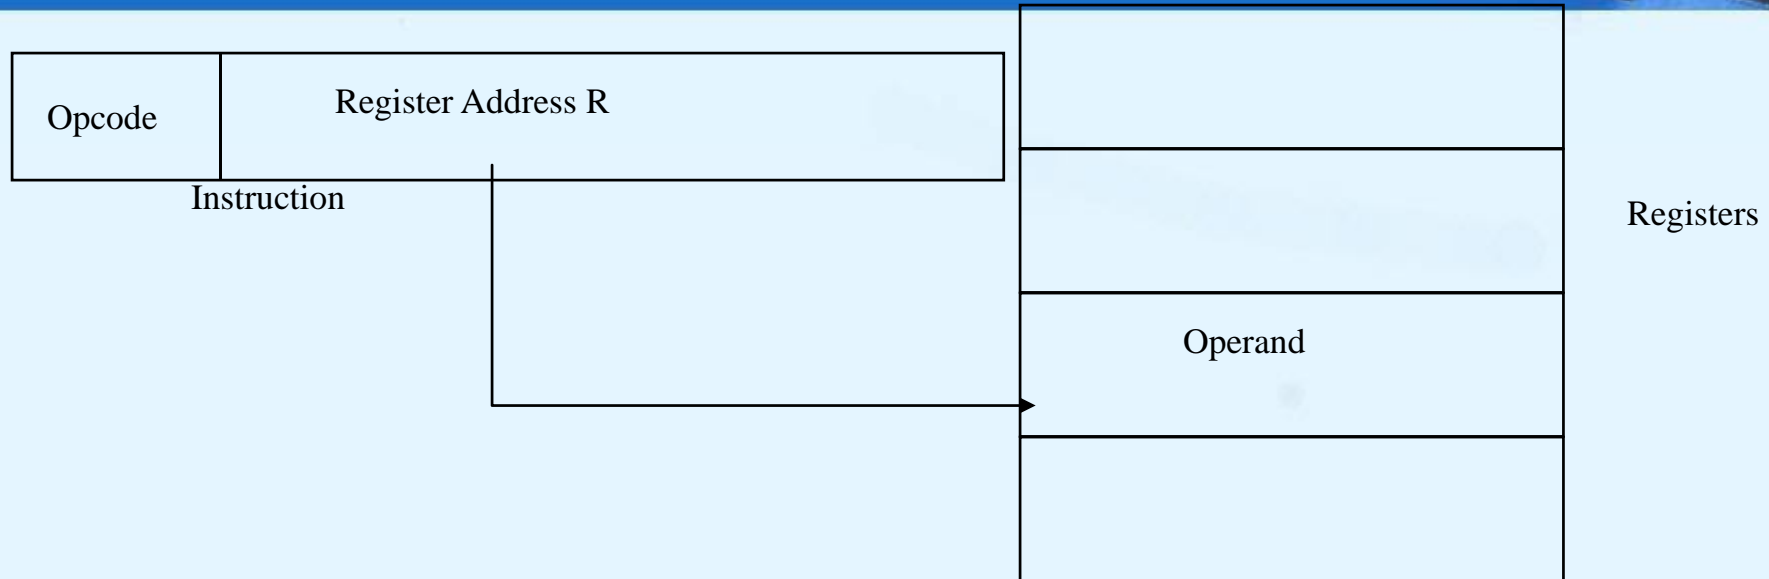 Opcode
Register Address R
Instruction
Registers
Operand